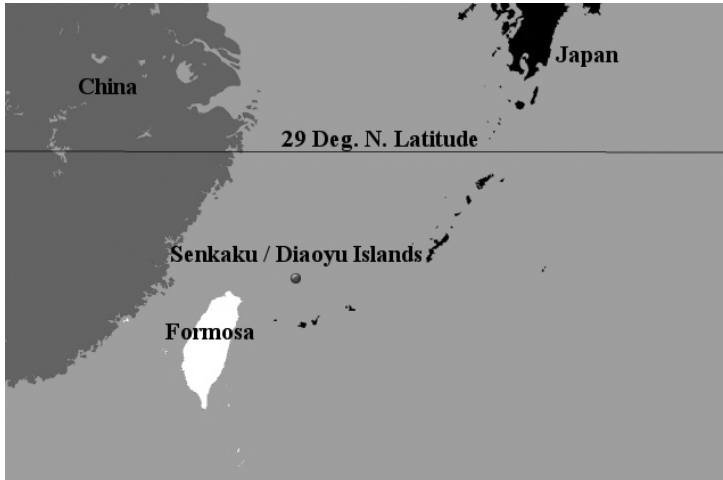 Japan
China
29 Deg. N. Latitude
Senkaku / Diaoyu Islands
Formosa